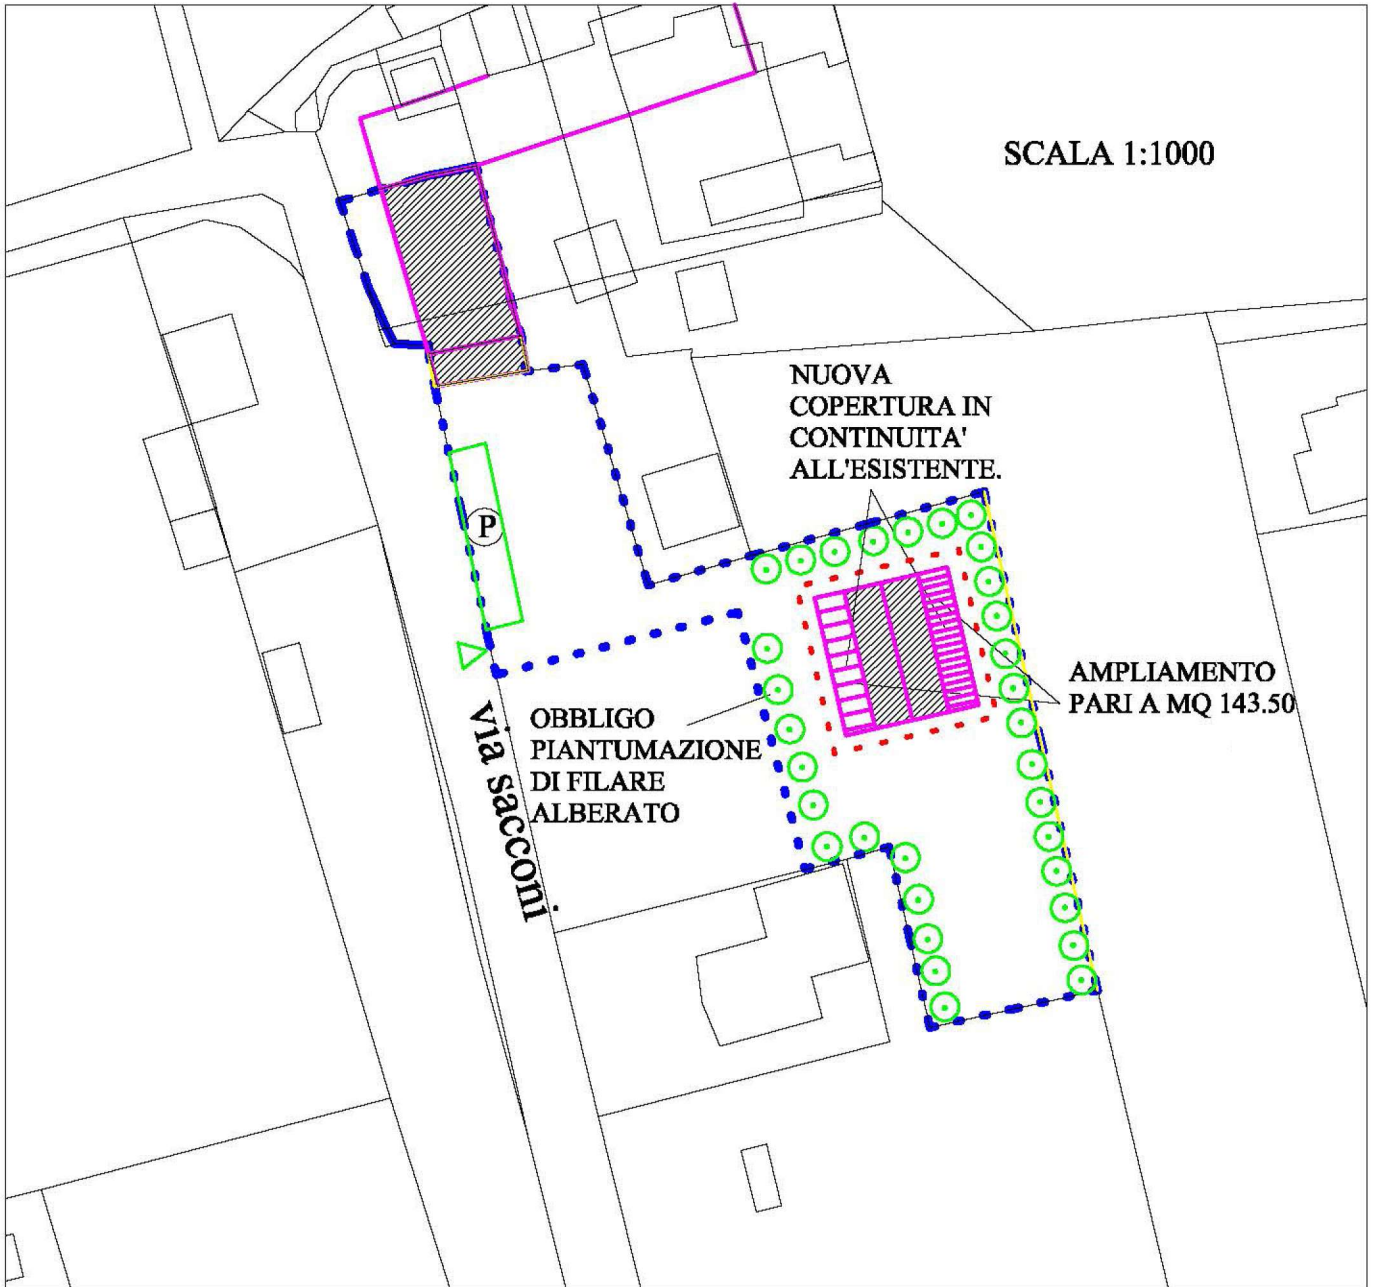 SCALA 1:1000
NUOVA
COPERTURA IN
CONTINUITA'
ALL'ESISTENTE.
P
AMPLIAMENTO
PARI A MQ 143.50
OBBLIGO
PIANTUMAZIONE
DI FILARE
ALBERATO
via sacconi